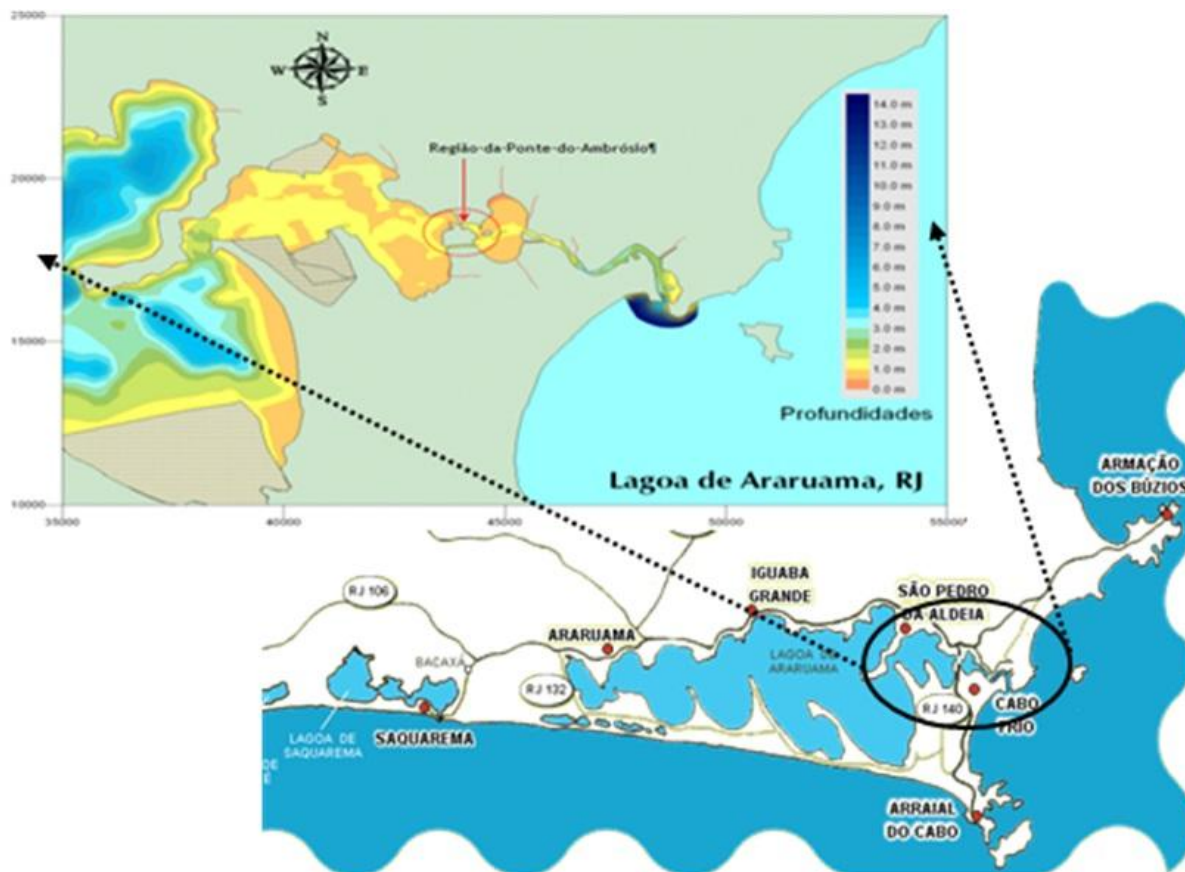 25000
20000
15000
10000
35000
40000
45000
50000
55000¶
N
W E
S
Região-da-Ponte-do-Ambrósio¶
14.0 m
13.0 m
12.0 m
11.0 m
10.0 m
9.0 m
8.0 m
7.0 m
6.0 m
5.0 m
4.0 m
3.0 m
2.0 m
1.0 m
0.0 m
Profundidades
Lagoa de Araruama, RJ
ARMAÇÃO
DOS BÚZIOS
IGUABA
GRANDE
SÃO PEDRO
DA ALDEIA
RJ 106
ARARUAMA
LAGOA DE
ARARUAMA
BACAXÁ
RJ 132
RJ 140
CABO
FRIO
SAQUAREMA
LAGOA DE
SAQUAREMA
DE
É
ARRAIAL
DO CABO